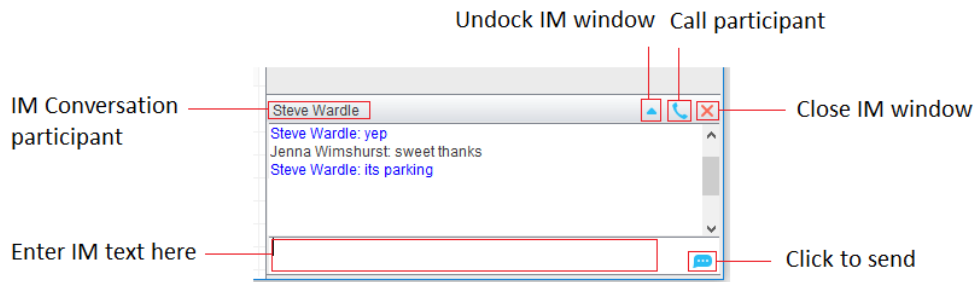 Undock IM window Call participant
IM Conversation
participant
Steve Wardle
Close IM window
Steve Wardle: yep
Jenna Wimshurst: sweet thanks
Steve Wardle: its parking
Enter IM text here
Click to send